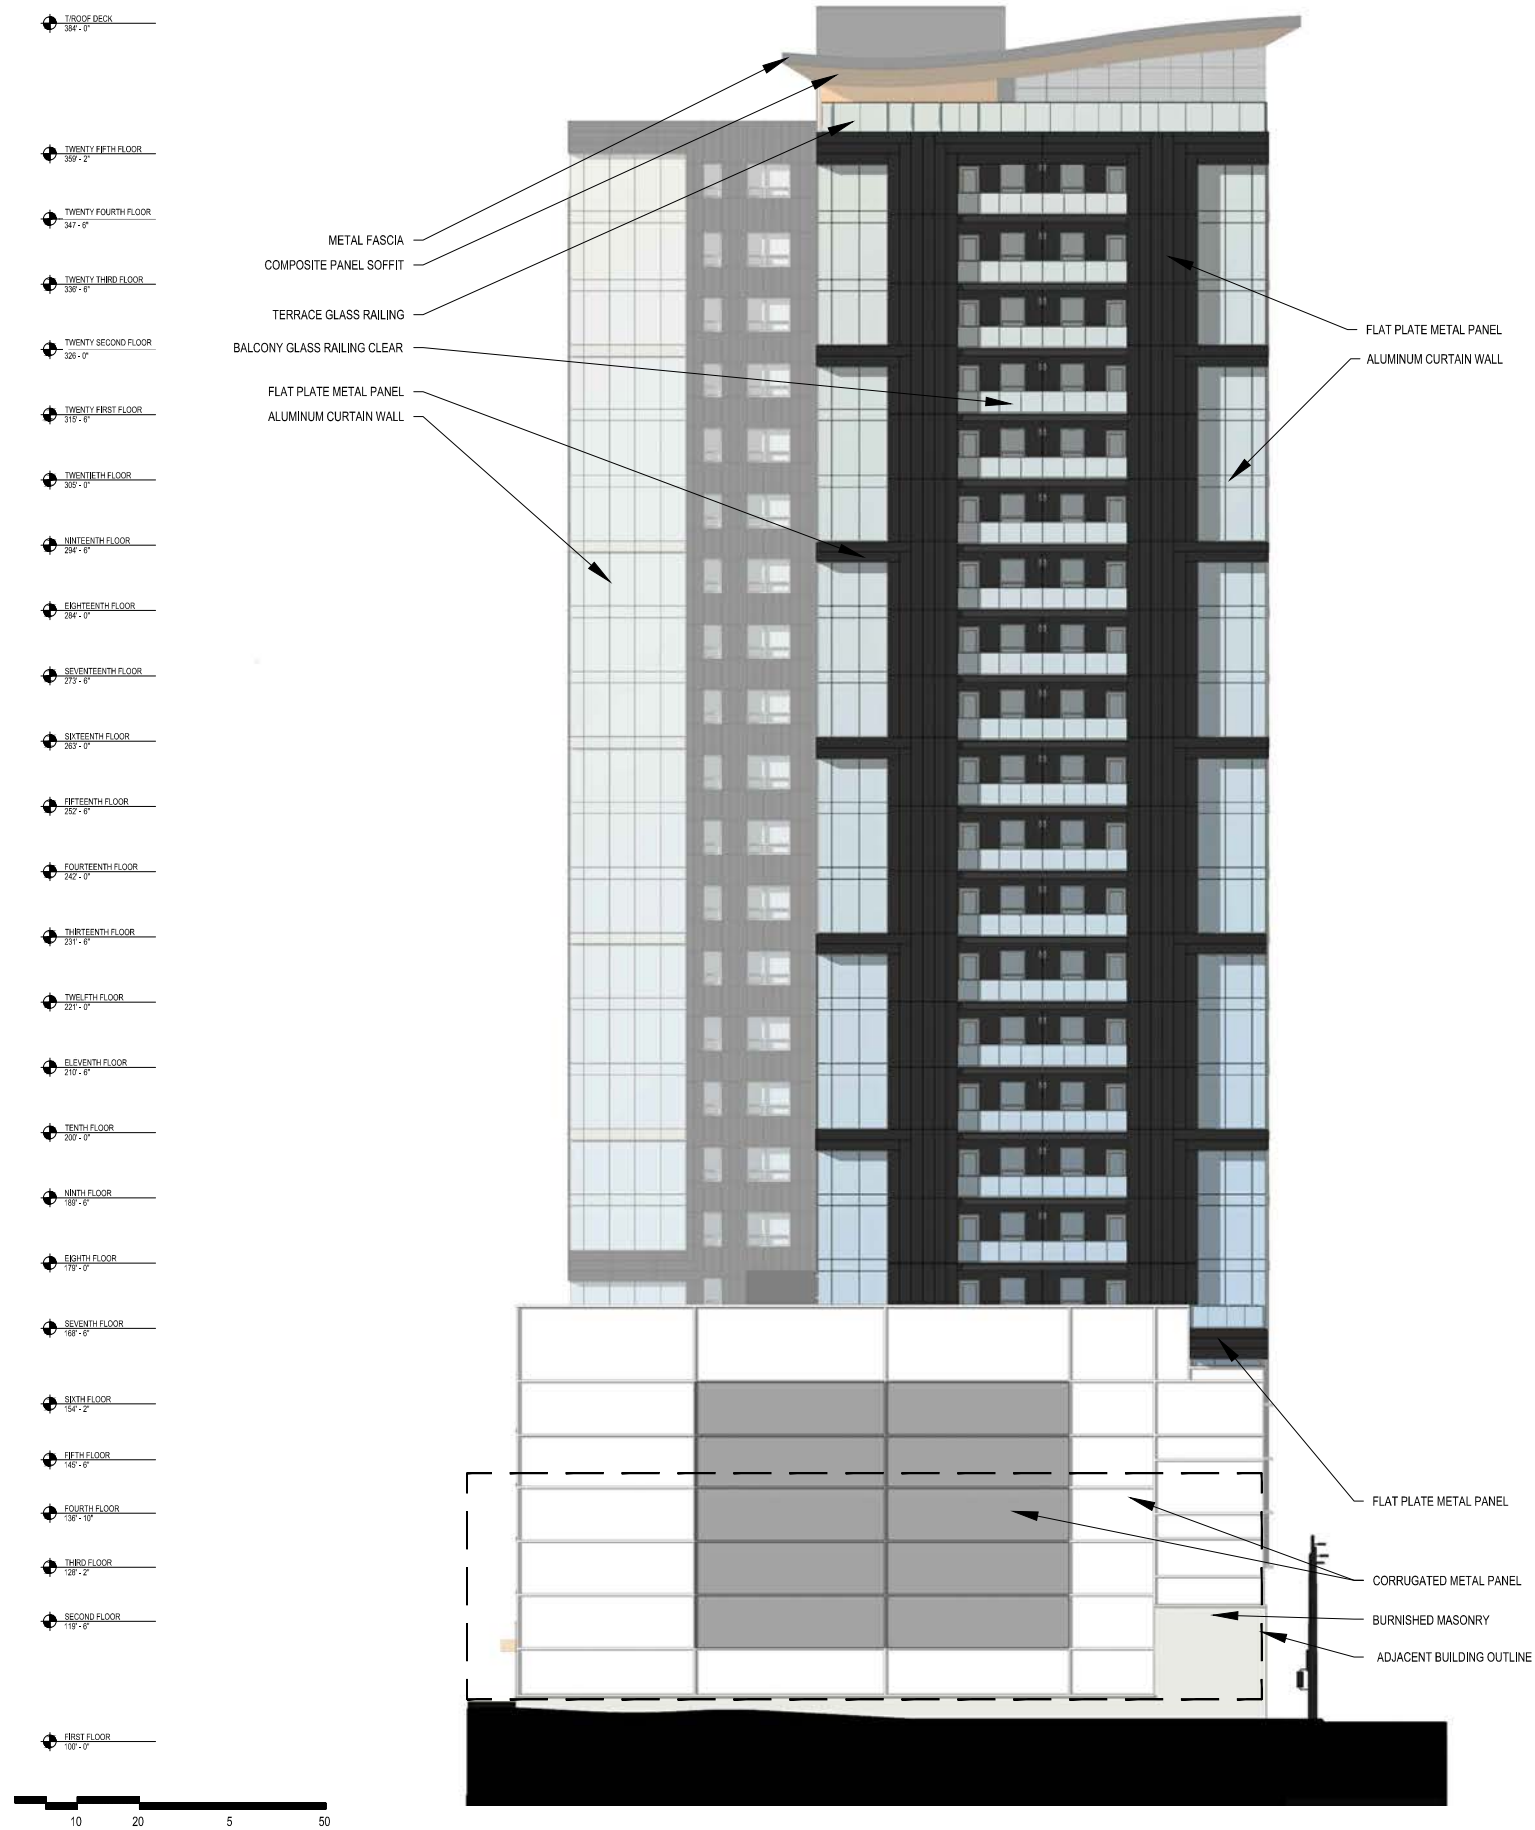 T/ROOF DECK
384' - 0"
TWENTY FIFTH FLOOR
359' - 2"
TWENTY FOURTH FLOOR
347 - 6"
TWENTY THIRD FLOOR
336' - 6"
TWENTY SECOND FLOOR
326 - 0"
TWENTY FIRST FLOOR
315' - 6"
TWENTIETH FLOOR
305' - 0"
NINTEENTH FLOOR
294' - 6"
EIGHTEENTH FLOOR
284' - 0"
SEVENTEENTH FLOOR
273' - 6"
SIXTEENTH FLOOR
263' - 0"
FIFTEENTH FLOOR
252' - 6"
FOURTEENTH FLOOR
242' - 0"
THIRTEENTH FLOOR
231' - 6"
TWELFTH FLOOR
221' - 0"
ELEVENTH FLOOR
210' - 6"
TENTH FLOOR
200' - 0"
NINTH FLOOR
189' - 6"
EIGHTH FLOOR
179' - 0"
SEVENTH FLOOR
168' - 6"
SIXTH FLOOR
154' - 2"
FIFTH FLOOR
145' - 6"
FOURTH FLOOR
136' - 10"
THIRD FLOOR
128' - 2"
SECOND FLOOR
119' - 6"
FIRST FLOOR
100' - 0"
METAL FASCIA
COMPOSITE PANEL SOFFIT
TERRACE GLASS RAILING
BALCONY GLASS RAILING CLEAR
FLAT PLATE METAL PANEL
ALUMINUM CURTAIN WALL
FLAT PLATE METAL PANEL
ALUMINUM CURTAIN WALL
FLAT PLATE METAL PANEL
CORRUGATED METAL PANEL
BURNISHED MASONRY
ADJACENT BUILDING OUTLINE
10 20 5 50